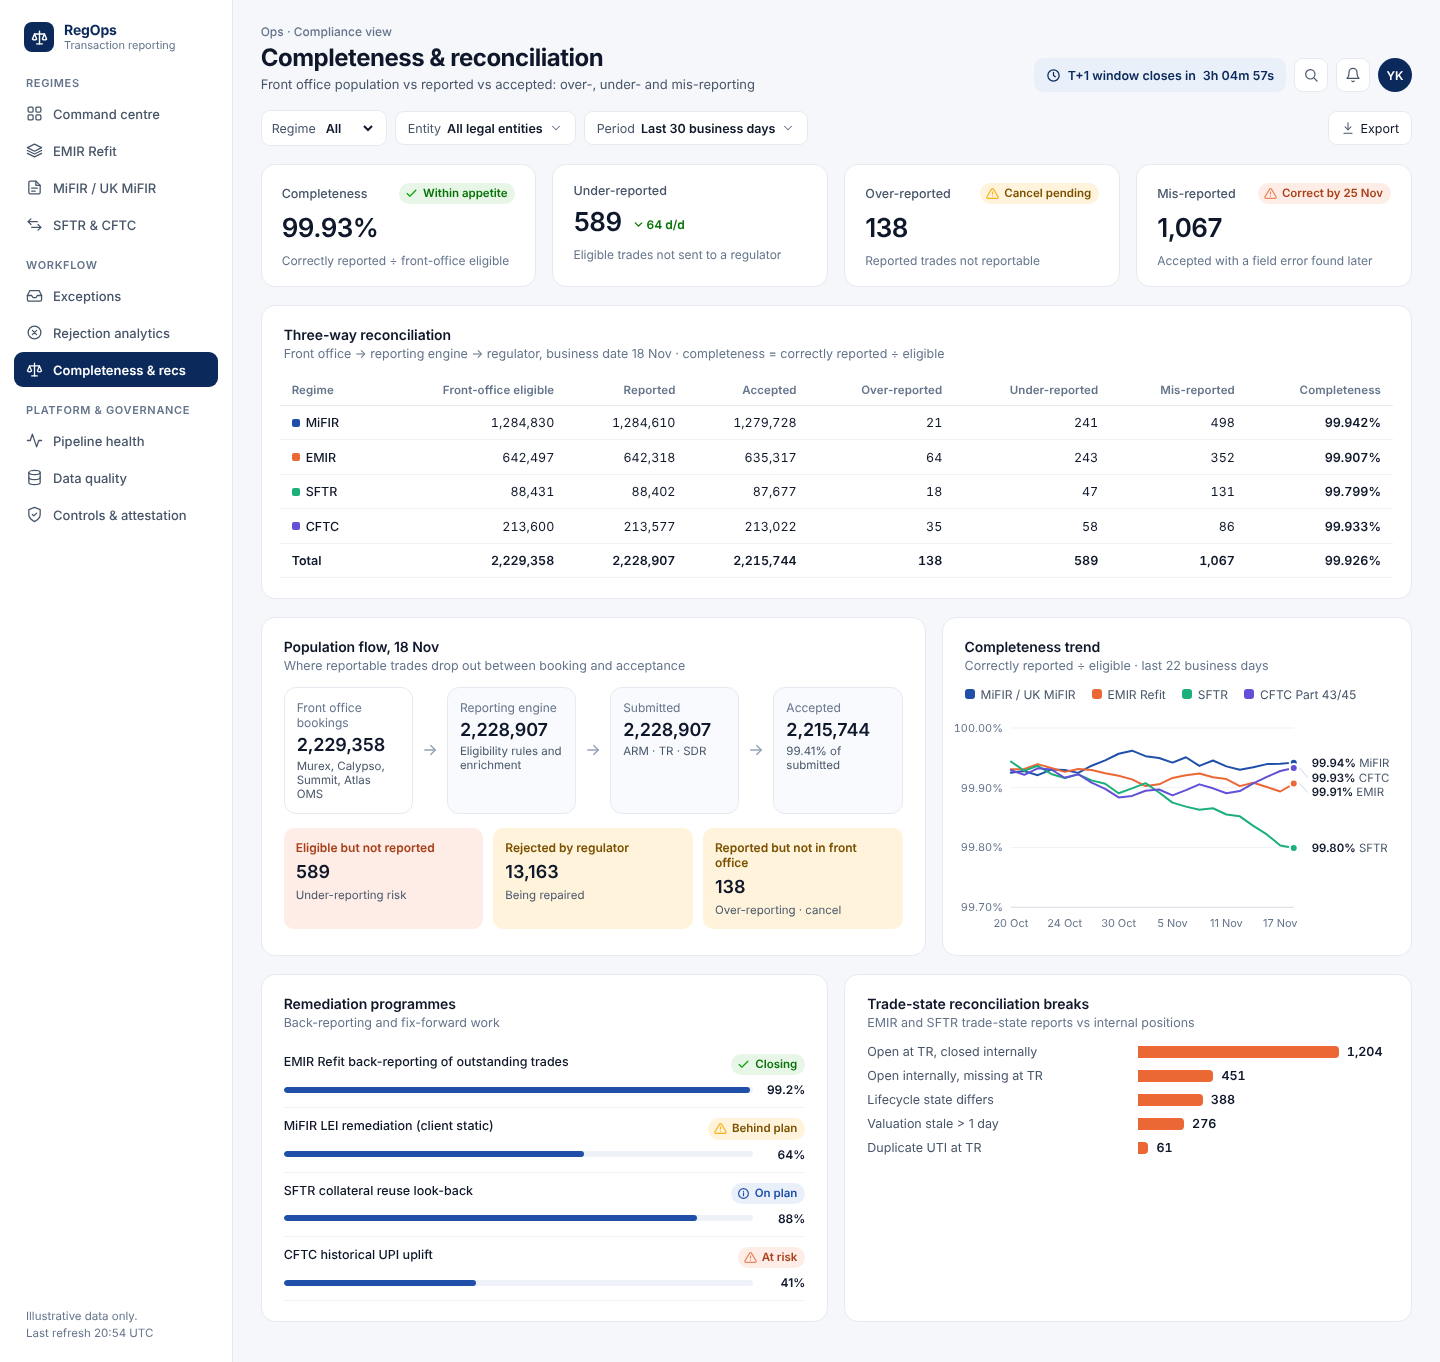 RegOps
Transaction reporting
REGIMES
Command centre
EMIR Refit
MiFIR / UK MiFIR
SFTR & CFTC
WORKFLOW
Exceptions
Rejection analytics
Completeness & recs
PLATFORM & GOVERNANCE
Pipeline health
Data quality
Controls & attestation
Illustrative data only.
Last refresh 20:54 UTC
Ops · Compliance view
Completeness & reconciliation
Front office population vs reported vs accepted: over-, under- and mis-reporting
T+1 window closes in 3h 04m 57s
YK
Regime All
Entity All legal entities
Period Last 30 business days
Export
Completeness Within appetite
99.93%
Correctly reported ÷ front-office eligible
Under-reported
589 64 d/d
Eligible trades not sent to a regulator
Over-reported Cancel pending
138
Reported trades not reportable
Mis-reported Correct by 25 Nov
1,067
Accepted with a field error found later
Three-way reconciliation
Front office → reporting engine → regulator, business date 18 Nov · completeness = correctly reported ÷ eligible
Regime Front-office eligible Reported Accepted Over-reported Under-reported Mis-reported Completeness
MiFIR 1,284,830 1,284,610 1,279,728 21 241 498 99.942%
EMIR 642,497 642,318 635,317 64 243 352 99.907%
SFTR 88,431 88,402 87,677 18 47 131 99.799%
CFTC 213,600 213,577 213,022 35 58 86 99.933%
Total 2,229,358 2,228,907 2,215,744 138 589 1,067 99.926%
Population flow, 18 Nov
Where reportable trades drop out between booking and acceptance
Front office
bookings
2,229,358
Murex, Calypso,
Summit, Atlas
OMS
→
Reporting engine
2,228,907
Eligibility rules and
enrichment
→
Submitted
2,228,907
ARM · TR · SDR
→
Accepted
2,215,744
99.41% of
submitted
Eligible but not reported
589
Under-reporting risk
Rejected by regulator
13,163
Being repaired
Reported but not in front
office
138
Over-reporting · cancel
Completeness trend
Correctly reported ÷ eligible · last 22 business days
MiFIR / UK MiFIR EMIR Refit SFTR CFTC Part 43/45
100.00%
99.90%
99.80%
99.70%
99.94% MiFIR
99.93% CFTC
99.91% EMIR
99.80% SFTR
20 Oct 24 Oct 30 Oct 5 Nov 11 Nov 17 Nov
Remediation programmes
Back-reporting and fix-forward work
EMIR Refit back-reporting of outstanding trades Closing
99.2%
MiFIR LEI remediation (client static) Behind plan
64%
SFTR collateral reuse look-back On plan
88%
CFTC historical UPI uplift At risk
41%
Trade-state reconciliation breaks
EMIR and SFTR trade-state reports vs internal positions
Open at TR, closed internally 1,204
Open internally, missing at TR 451
Lifecycle state differs 388
Valuation stale > 1 day 276
Duplicate UTI at TR 61